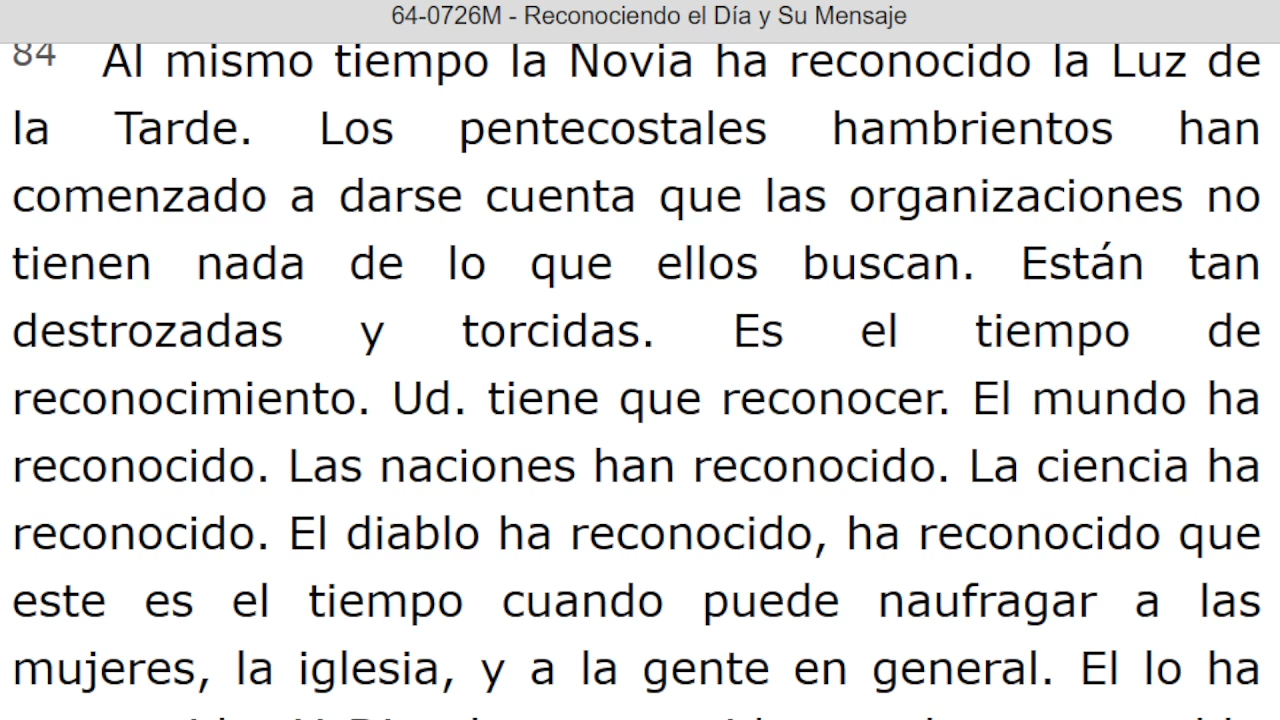 64-0726M - Reconociendo el Día y Su Mensaje
84 Al mismo tiempo la Novia ha reconocido la Luz de
la Tarde. Los pentecostales hambrientos han
comenzado a darse cuenta que las organizaciones no
tienen nada de lo que ellos buscan. Están tan
destrozadas y torcidas. Es el tiempo de
reconocimiento. Ud. tiene que reconocer. El mundo ha
reconocido. Las naciones han reconocido. La ciencia ha
reconocido. El diablo ha reconocido, ha reconocido que
este es el tiempo cuando puede naufragar a las
mujeres, la iglesia, y a la gente en general. El lo ha